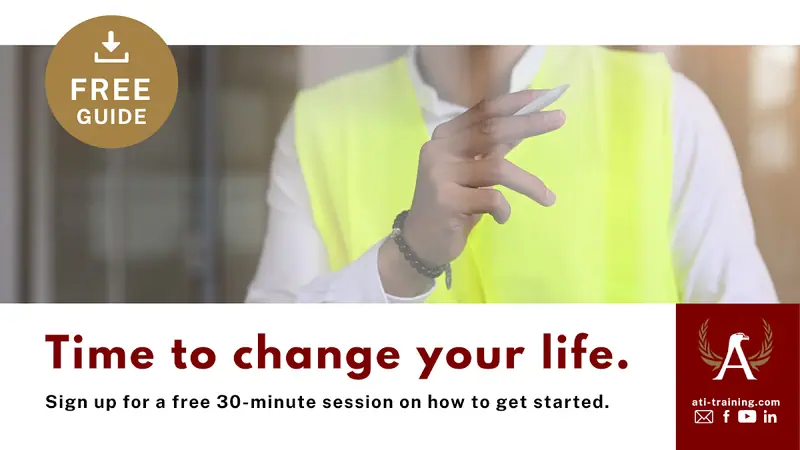 FREE
GUIDE
Time to change your life.
Sign up for a free 30-minute session on how to get started.
A
ati-training.com